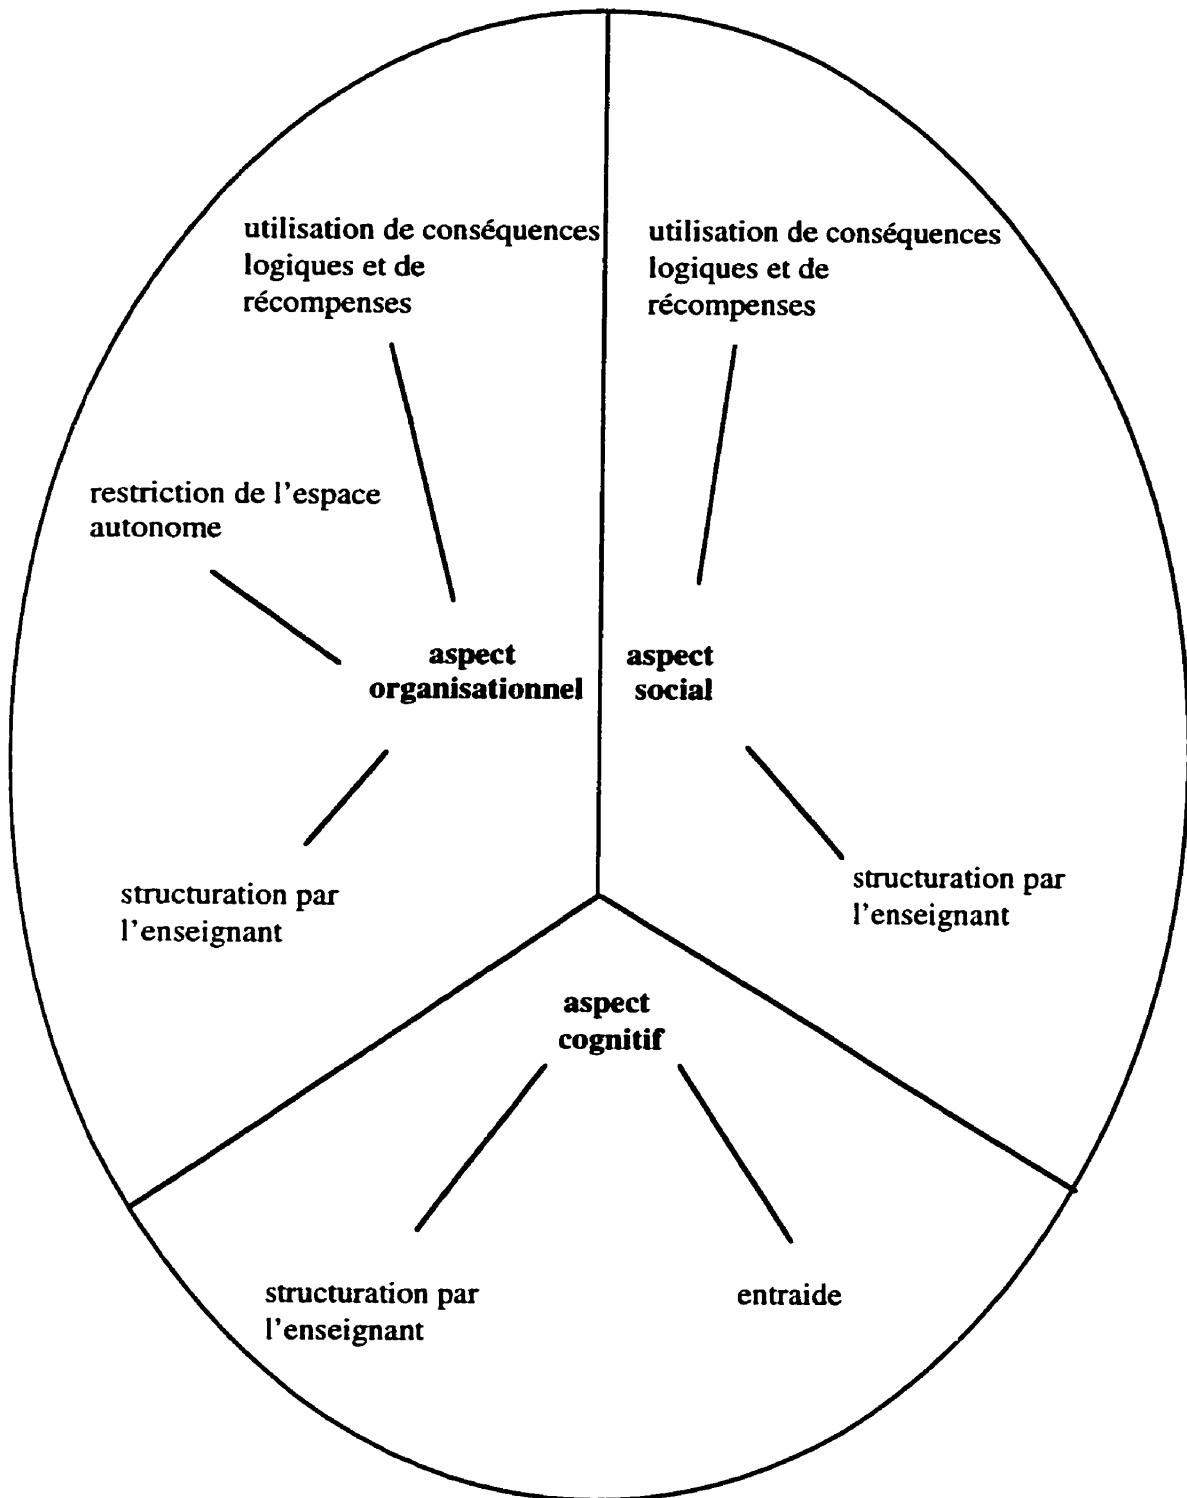 utilisation de conséquences
logiques et de
récompenses
utilisation de conséquences
logiques et de
récompenses
restriction de l'espace
autonome
aspect
organisationnel
aspect
social
structuration par
l'enseignant
structuration par
l'enseignant
aspect
cognitif
structuration par
l'enseignant
entraide